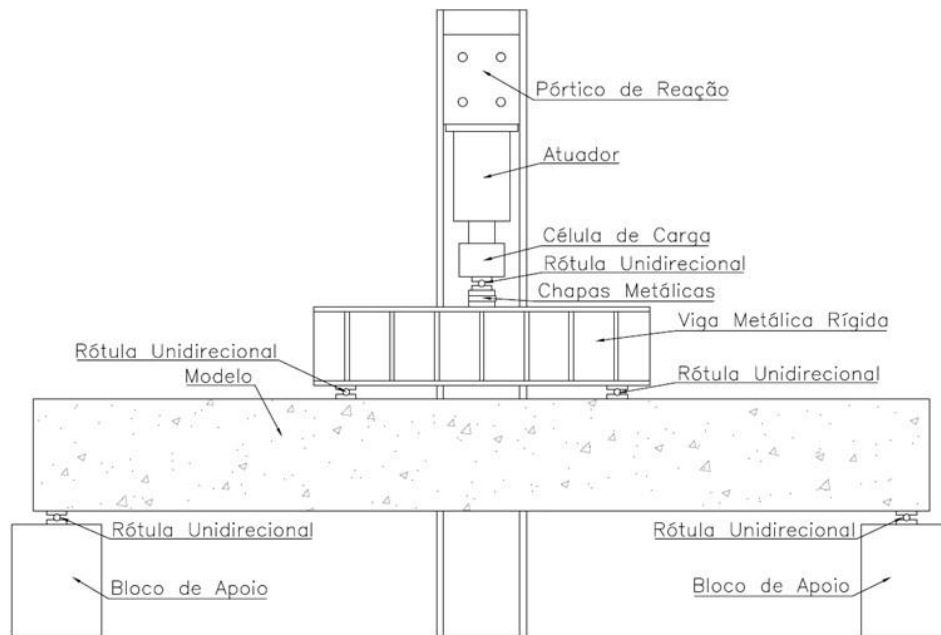 Pórtico de Reação
Atuador
Célula de Carga
Rótula Unidirecional
Chapas Metálicas
Viga Metálica Rígida
Rótula Unidirecional
Rótula Unidirecional
Modelo
Rótula Unidirecional
Rótula Unidirecional
Bloco de Apoio
Bloco de Apoio